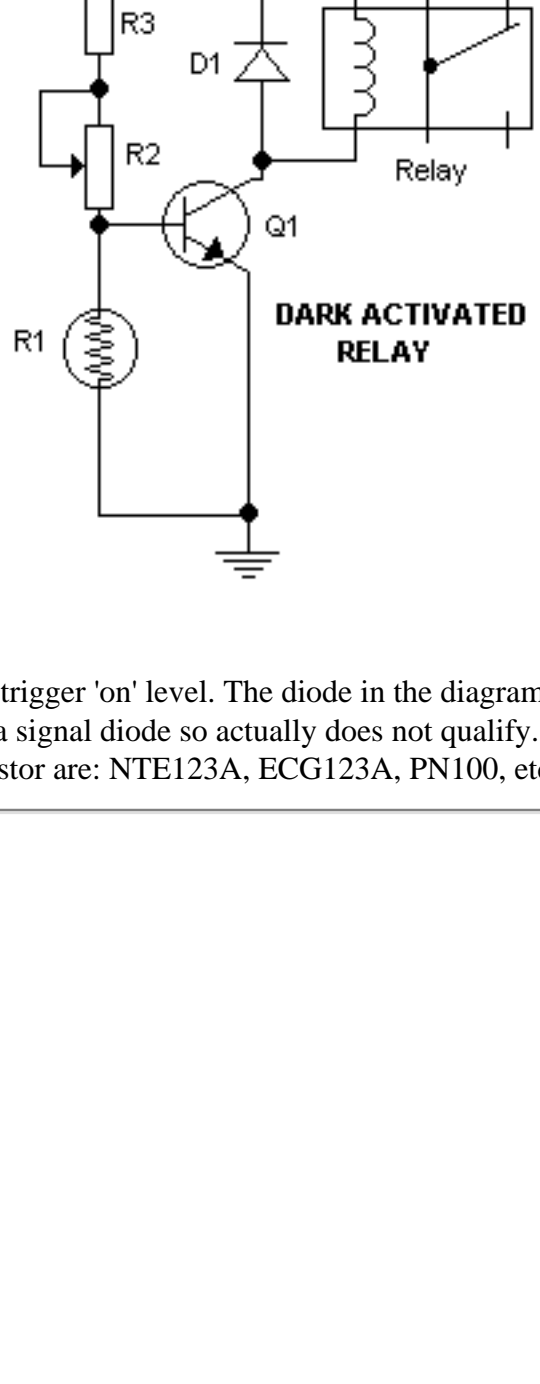 R3
D1
R2
Relay
Q1
DARK ACTIVATED
RELAY
R1
trigger 'on' level. The diode in the diagram
a signal diode so actually does not qualify.
stor are: NTE123A, ECG123A, PN100, etc